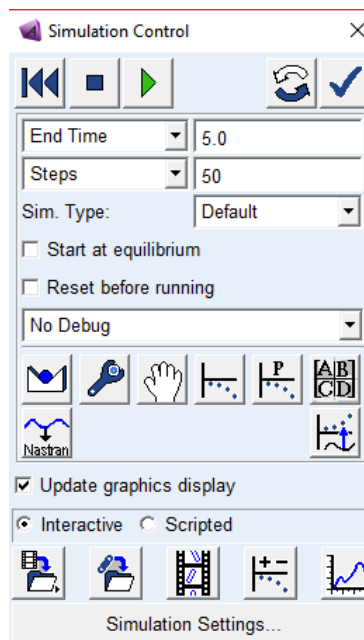 Simulation Control
End Time 5.0
Steps 50
Sim. Type: Default
Start at equilibrium
Reset before running
No Debug
P
A B
C D
Nastran
Update graphics display
Interactive Scripted
Simulation Settings...